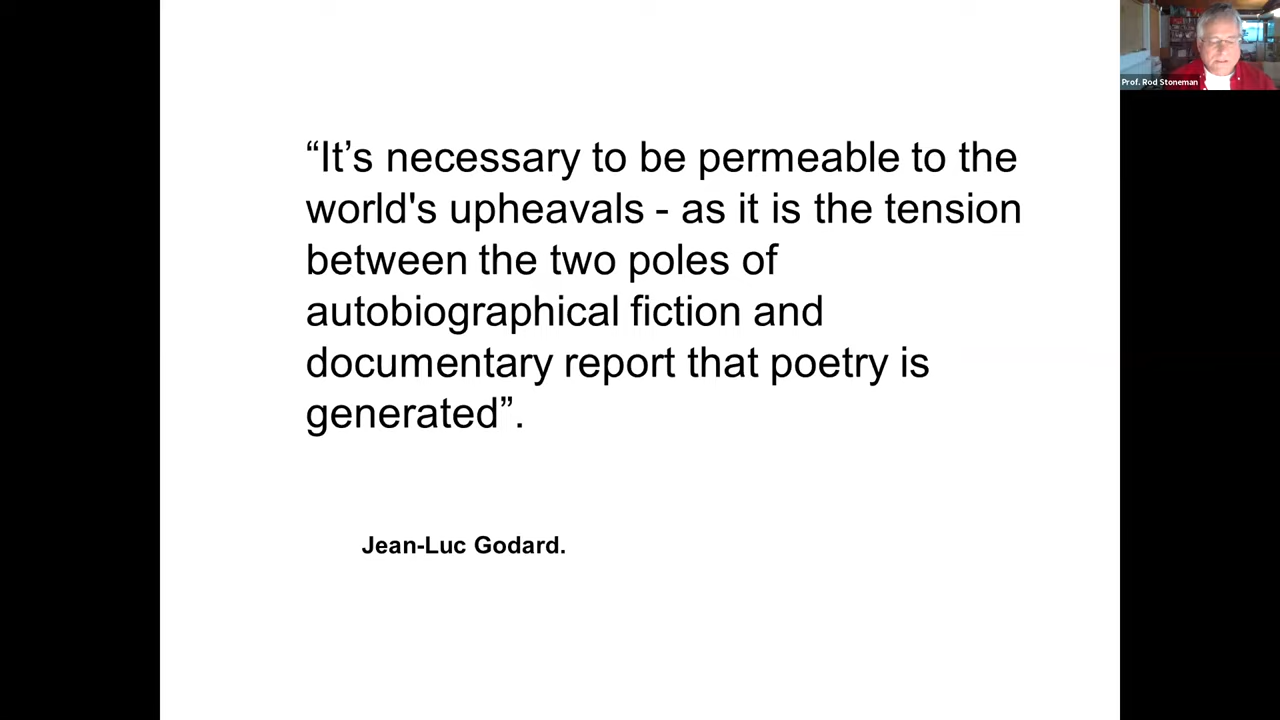 Prof. Rod Stoneman
“It’s necessary to be permeable to the
world's upheavals - as it is the tension
between the two poles of
autobiographical fiction and
documentary report that poetry is
generated”.
Jean-Luc Godard.